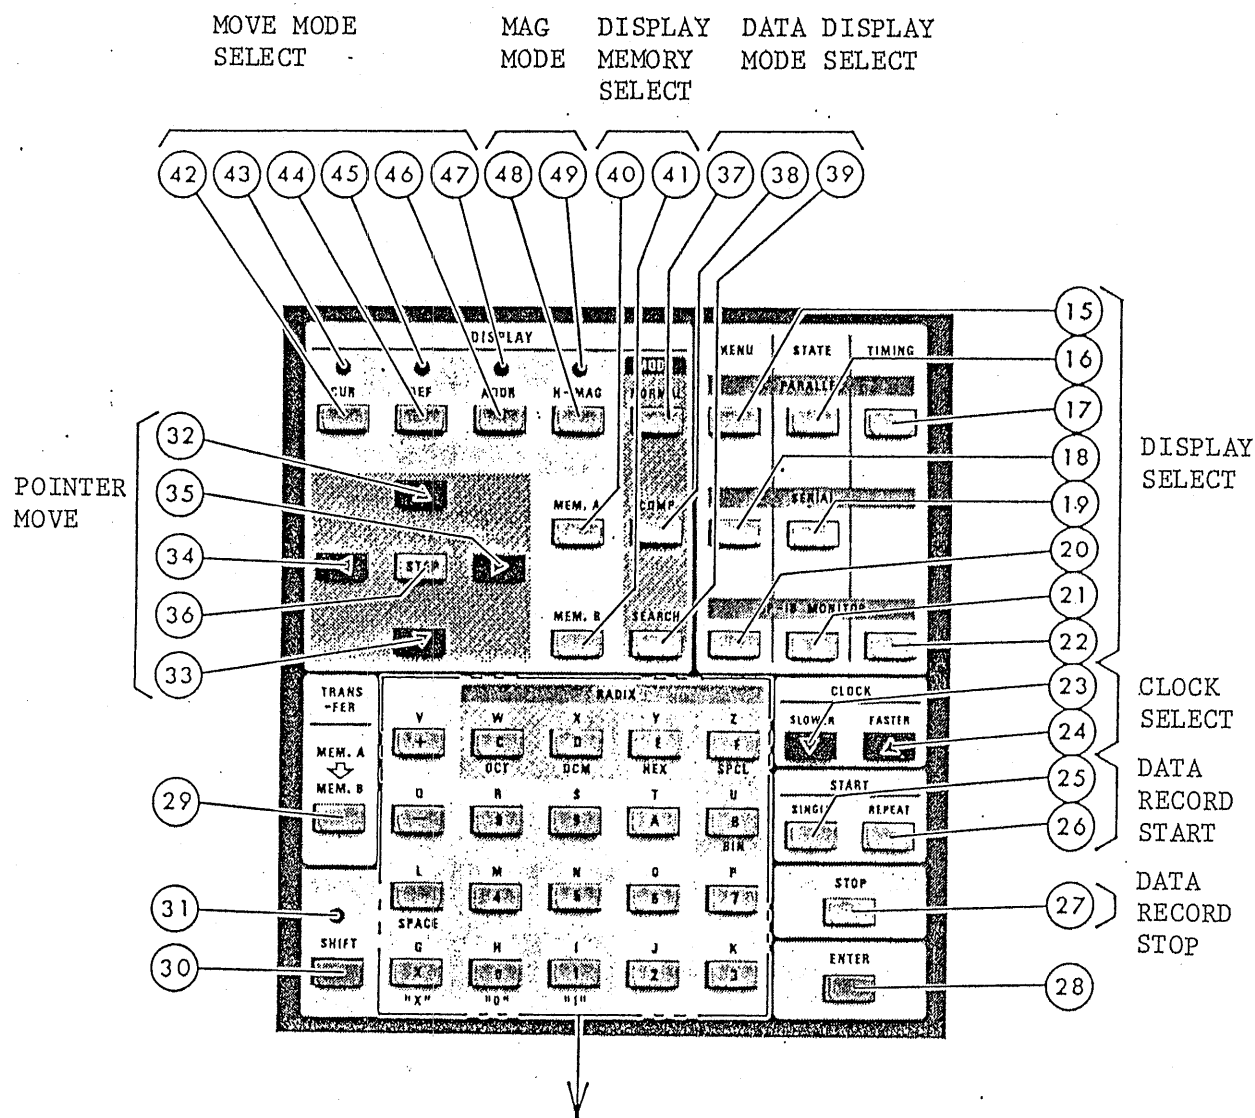 MOVE MODE
SELECT
MAG
MODE
DISPLAY
MEMORY
SELECT
DATA DISPLAY
MODE SELECT
42 43 44 45 46 47 48 49 40 41 37 38 39
DISPLAY
CUR
REF
ADDR
H-MAG
MODE
NORMAL
MENU
STATE
TIMING
PARALLEL
15
16
17
18
19
20
21
22
DISPLAY
SELECT
POINTER
MOVE
32
35
34
36
33
STOP
MEM. A
COMP
SERIAL
MEM. B
SEARCH
MONITOR
TRANS
-FER
MEM. A
MEM. B
29
31
SHIFT
30
RADIX
V W X Y Z
+ C D E F
OCT DCM HEX SPCL
Q R S T U
- 8 9 A B
BIN
L M N O P
4 5 6 7
SPACE
G H I J K
X 0 1 2 3
"X" "0" "1"
CLOCK
SLOWER FASTER
23
24
CLOCK
SELECT
START
SINGLE REPEAT
25
26
DATA
RECORD
START
STOP
27
DATA
RECORD
STOP
ENTER
28